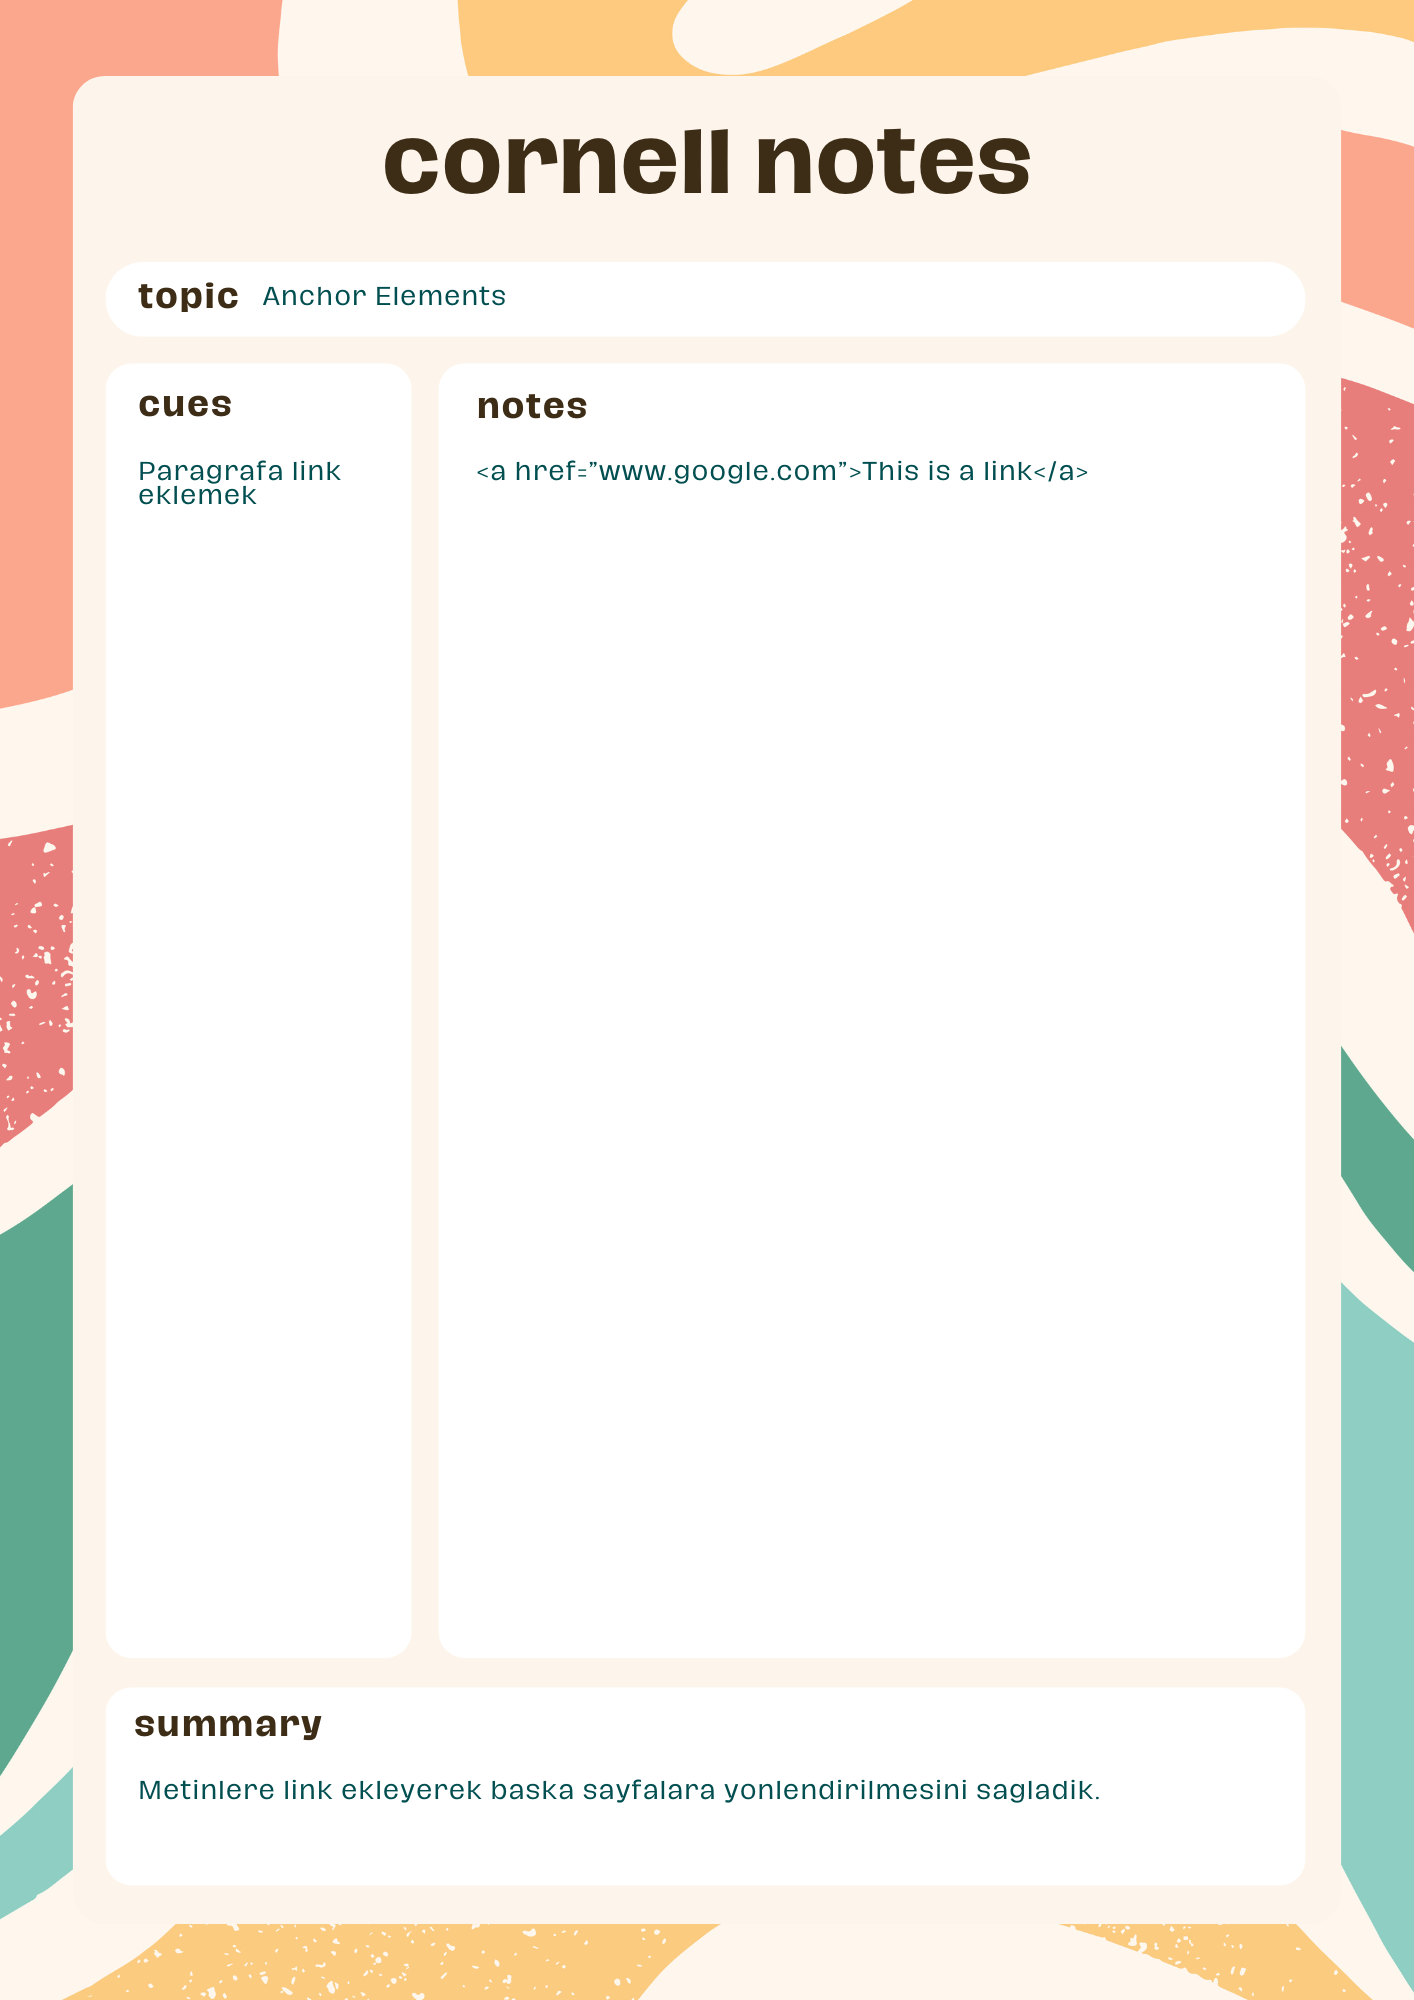 cornell notes
topic Anchor Elements
cues
Paragrafa link
eklemek
notes
<a href=”www.google.com”>This is a link</a>
summary
Metinlere link ekleyerek baska sayfalara yonlendirilmesini sagladik.